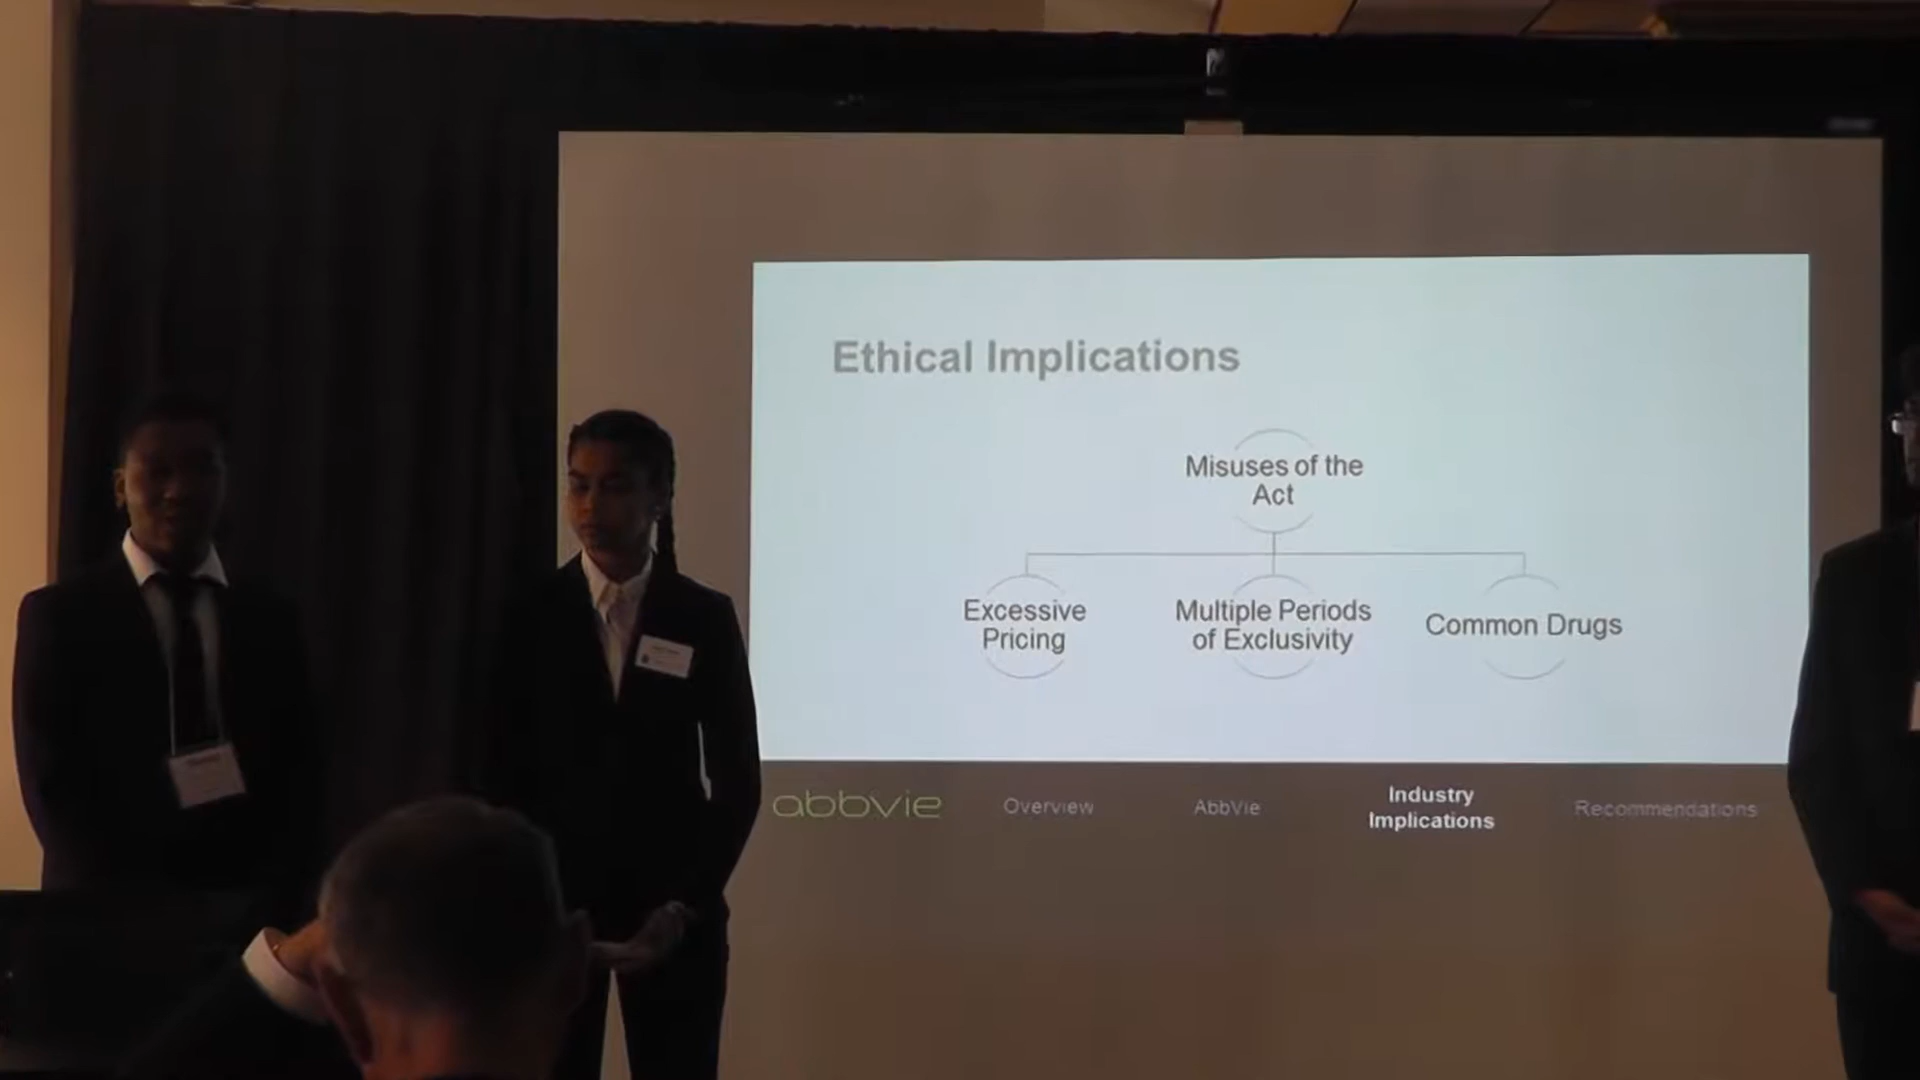 Ethical Implications
Misuses of the
Act
Excessive
Pricing
Multiple Periods
of Exclusivity
Common Drugs
abbvie
Overview
AbbVie
Industry
Implications
Recommendations